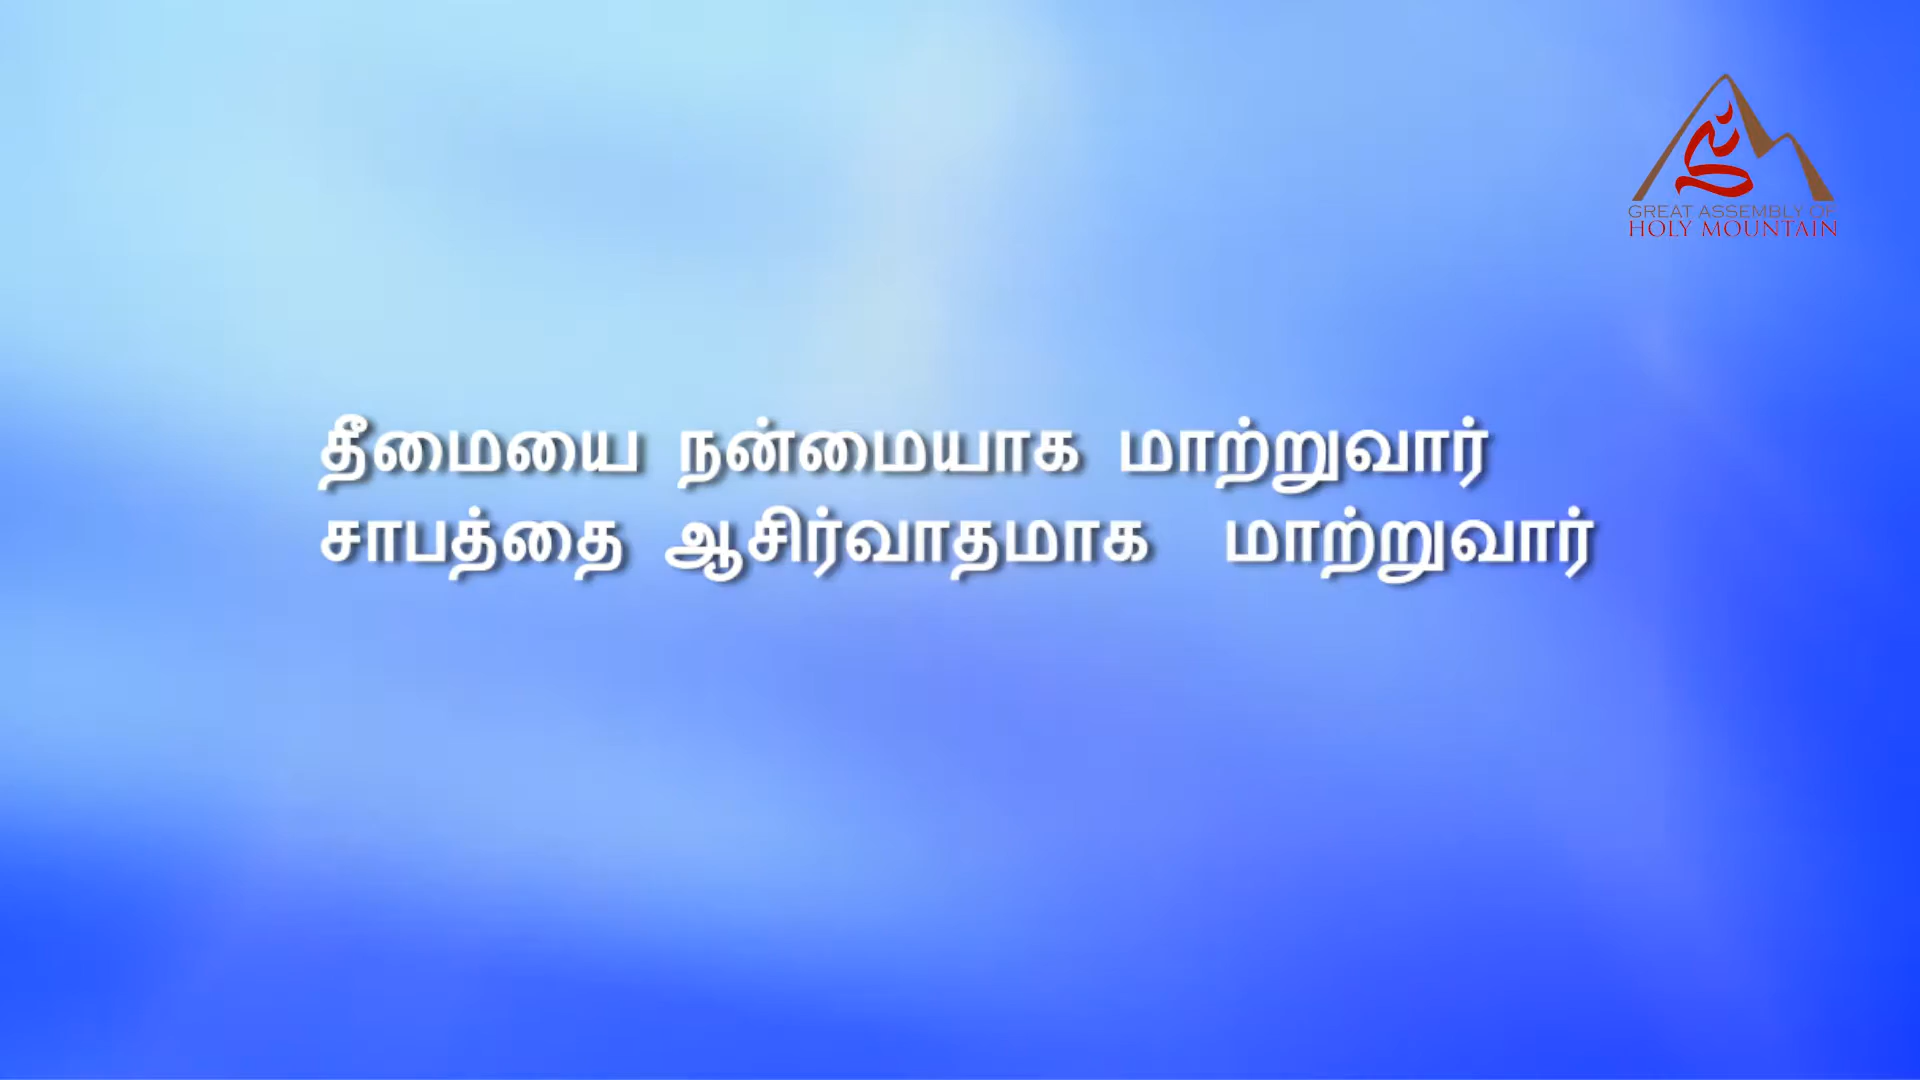 GREAT ASSEMBLY OF
HOLY MOUNTAIN
தீமையை நன்மையாக மாற்றுவார்
சாபத்தை ஆசிர்வாதமாக மாற்றுவார்